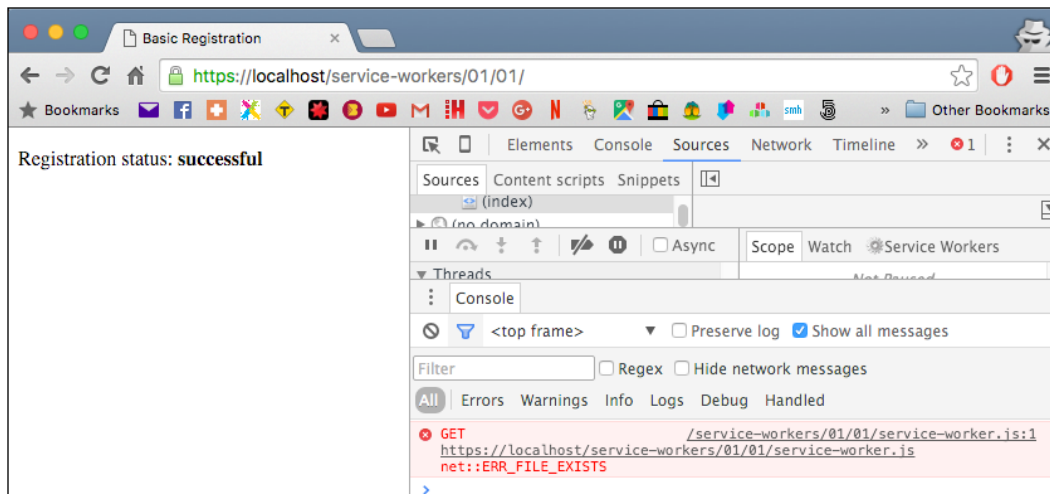 Basic Registration
https://localhost/service-workers/01/01/
Bookmarks smh » Other Bookmarks
Registration status: successful
Elements Console Sources Network Timeline » 1
Sources Content scripts Snippets
(index)
(no domain)
Async Scope Watch Service Workers
Threads Not Paused
Console
<top frame> Preserve log Show all messages
Filter Regex Hide network messages
All Errors Warnings Info Logs Debug Handled
GET /service-workers/01/01/service-worker.js:1
https://localhost/service-workers/01/01/service-worker.js
net::ERR_FILE_EXISTS
>